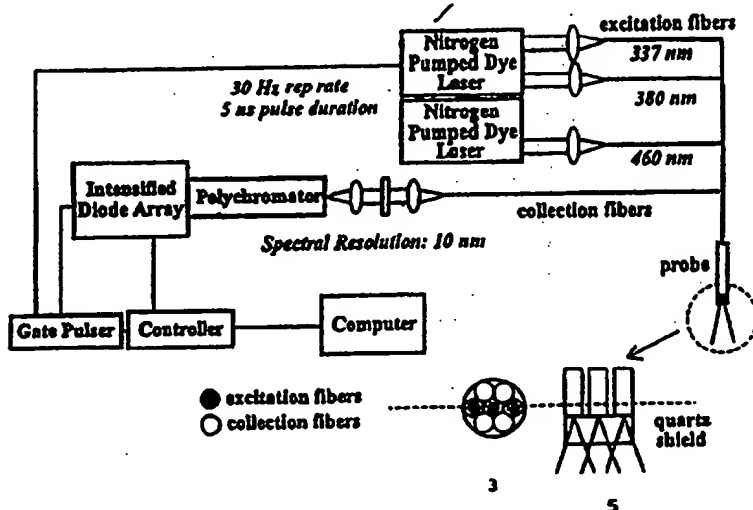 excitation fibers
Nitrogen
Pumped Dye
Laser
337 nm
30 Hz rep rate
5 ns pulse duration
380 nm
Nitrogen
Pumped Dye
Laser
460 nm
Intensified
Diode Array
Polychromator
collection fibers
Spectral Resolution: 10 nm
probe
Gate Pulser
Controller
Computer
excitation fibers
collection fibers
quartz
shield
3
5